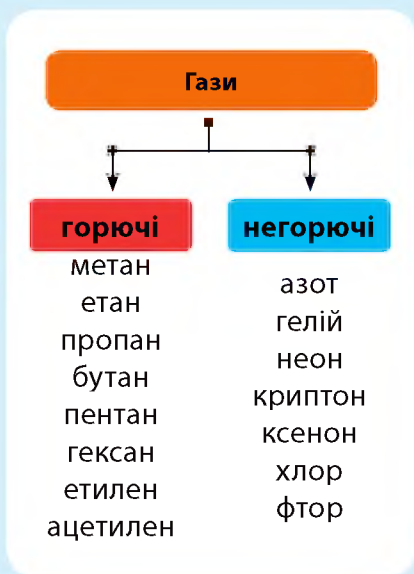 Гази
горючі
метан
етан
пропан
бутан
пентан
гексан
етилен
ацетилен
негорючі
азот
гелій
неон
криптон
ксенон
хлор
фтор